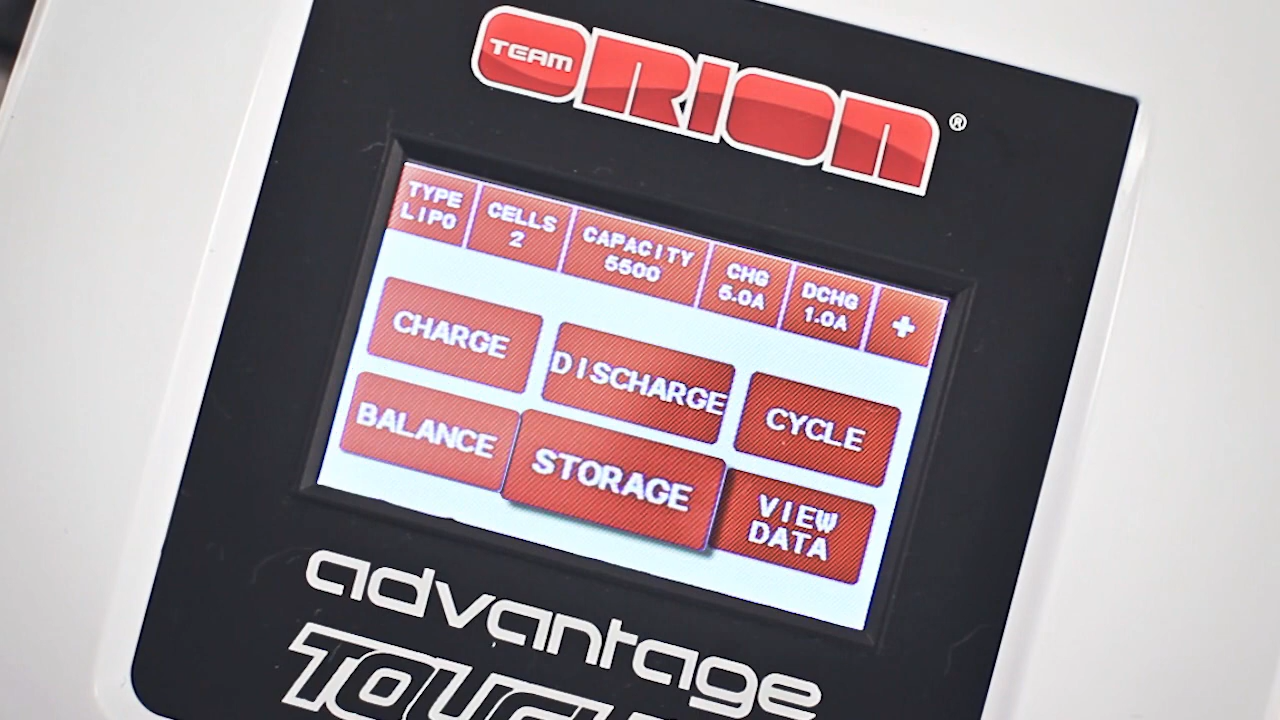 TEAM ORION®
TYPE
LIPO
CELLS
2
CAPACITY
5500
CHG
5.0A
DCHG
1.0A
+
CHARGE
DISCHARGE
CYCLE
BALANCE
STORAGE
VIEW
DATA
advantage